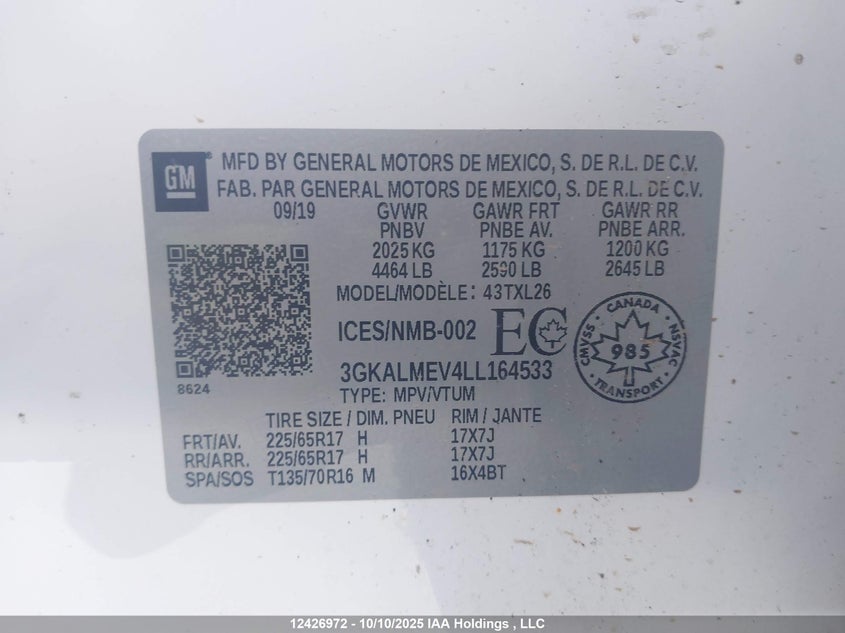 GM ® MFD BY GENERAL MOTORS DE MEXICO, S. DE R.L. DE C.V.
FAB. PAR GENERAL MOTORS DE MEXICO, S. DE R.L. DE C.V.
09/19 GVWR GAWR FRT GAWR RR
PNBV PNBE AV. PNBE ARR.
2025 KG 1175 KG 1200 KG
4464 LB 2590 LB 2645 LB
MODEL/MODÈLE: 43TXL26
ICES/NMB-002 EC
CANADA
CMVSS 985 NSVAC
TRANSPORT
3GKALMEV4LL164533
8624
TYPE: MPV/VTUM
TIRE SIZE / DIM. PNEU RIM / JANTE
FRT/AV. 225/65R17 H 17X7J
RR/ARR. 225/65R17 H 17X7J
SPA/SOS T135/70R16 M 16X4BT
12426972 - 10/10/2025 IAA Holdings , LLC